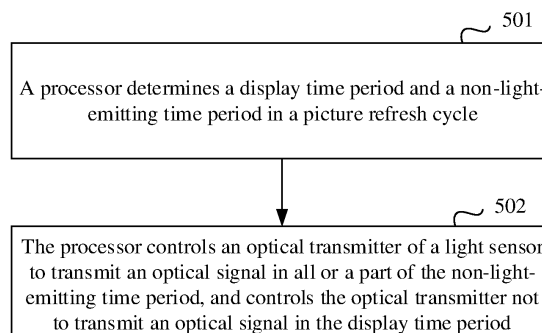 501
A processor determines a display time period and a non-light-
emitting time period in a picture refresh cycle
502
The processor controls an optical transmitter of a light sensor
to transmit an optical signal in all or a part of the non-light-
emitting time period, and controls the optical transmitter not
to transmit an optical signal in the display time period